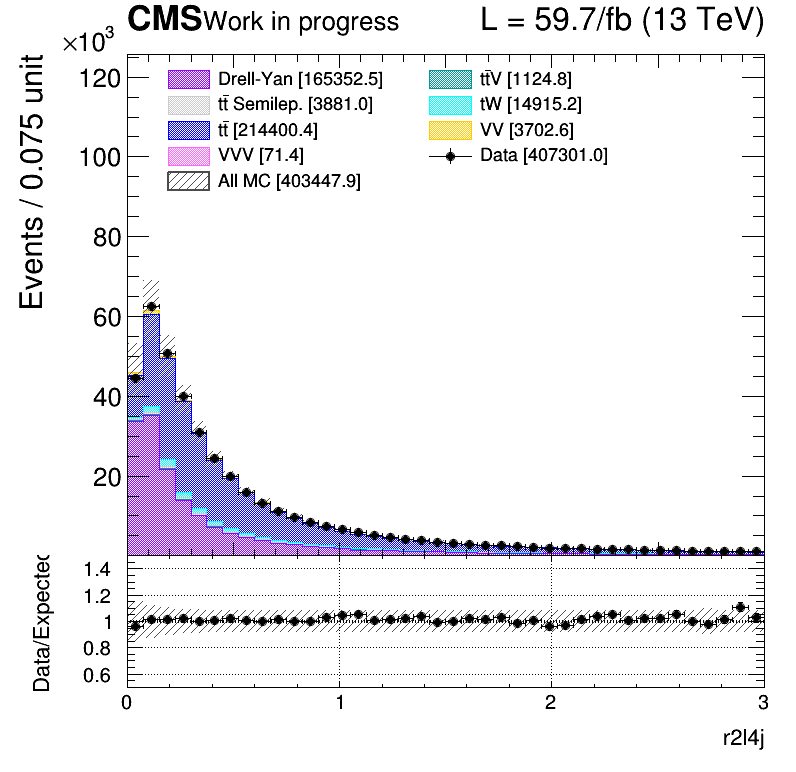 CMS Work in progress L = 59.7/fb (13 TeV)
×10³
Events / 0.075 unit
120
100
80
60
40
20
Drell-Yan [165352.5]
tt̄ Semilep. [3881.0]
tt̄ [214400.4]
VVV [71.4]
All MC [403447.9]
tt̄V [1124.8]
tW [14915.2]
VV [3702.6]
Data [407301.0]
Data/Expected
1.4
1.2
1
0.8
0.6
0 1 2 3
r2l4j